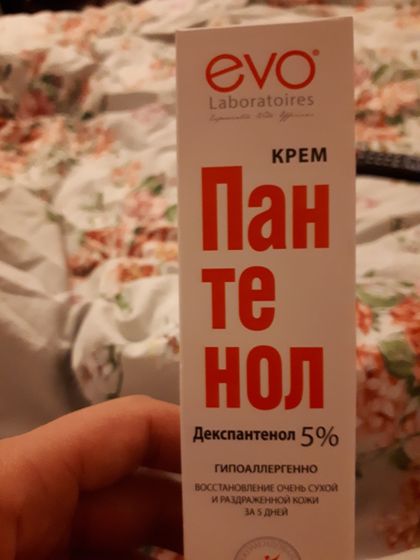 evo®
Laboratoires
КРЕМ
Пан
те
нол
Декспантенол 5%
ГИПОАЛЛЕРГЕННО
ВОССТАНОВЛЕНИЕ ОЧЕНЬ СУХОЙ
И РАЗДРАЖЕННОЙ КОЖИ
ЗА 5 ДНЕЙ